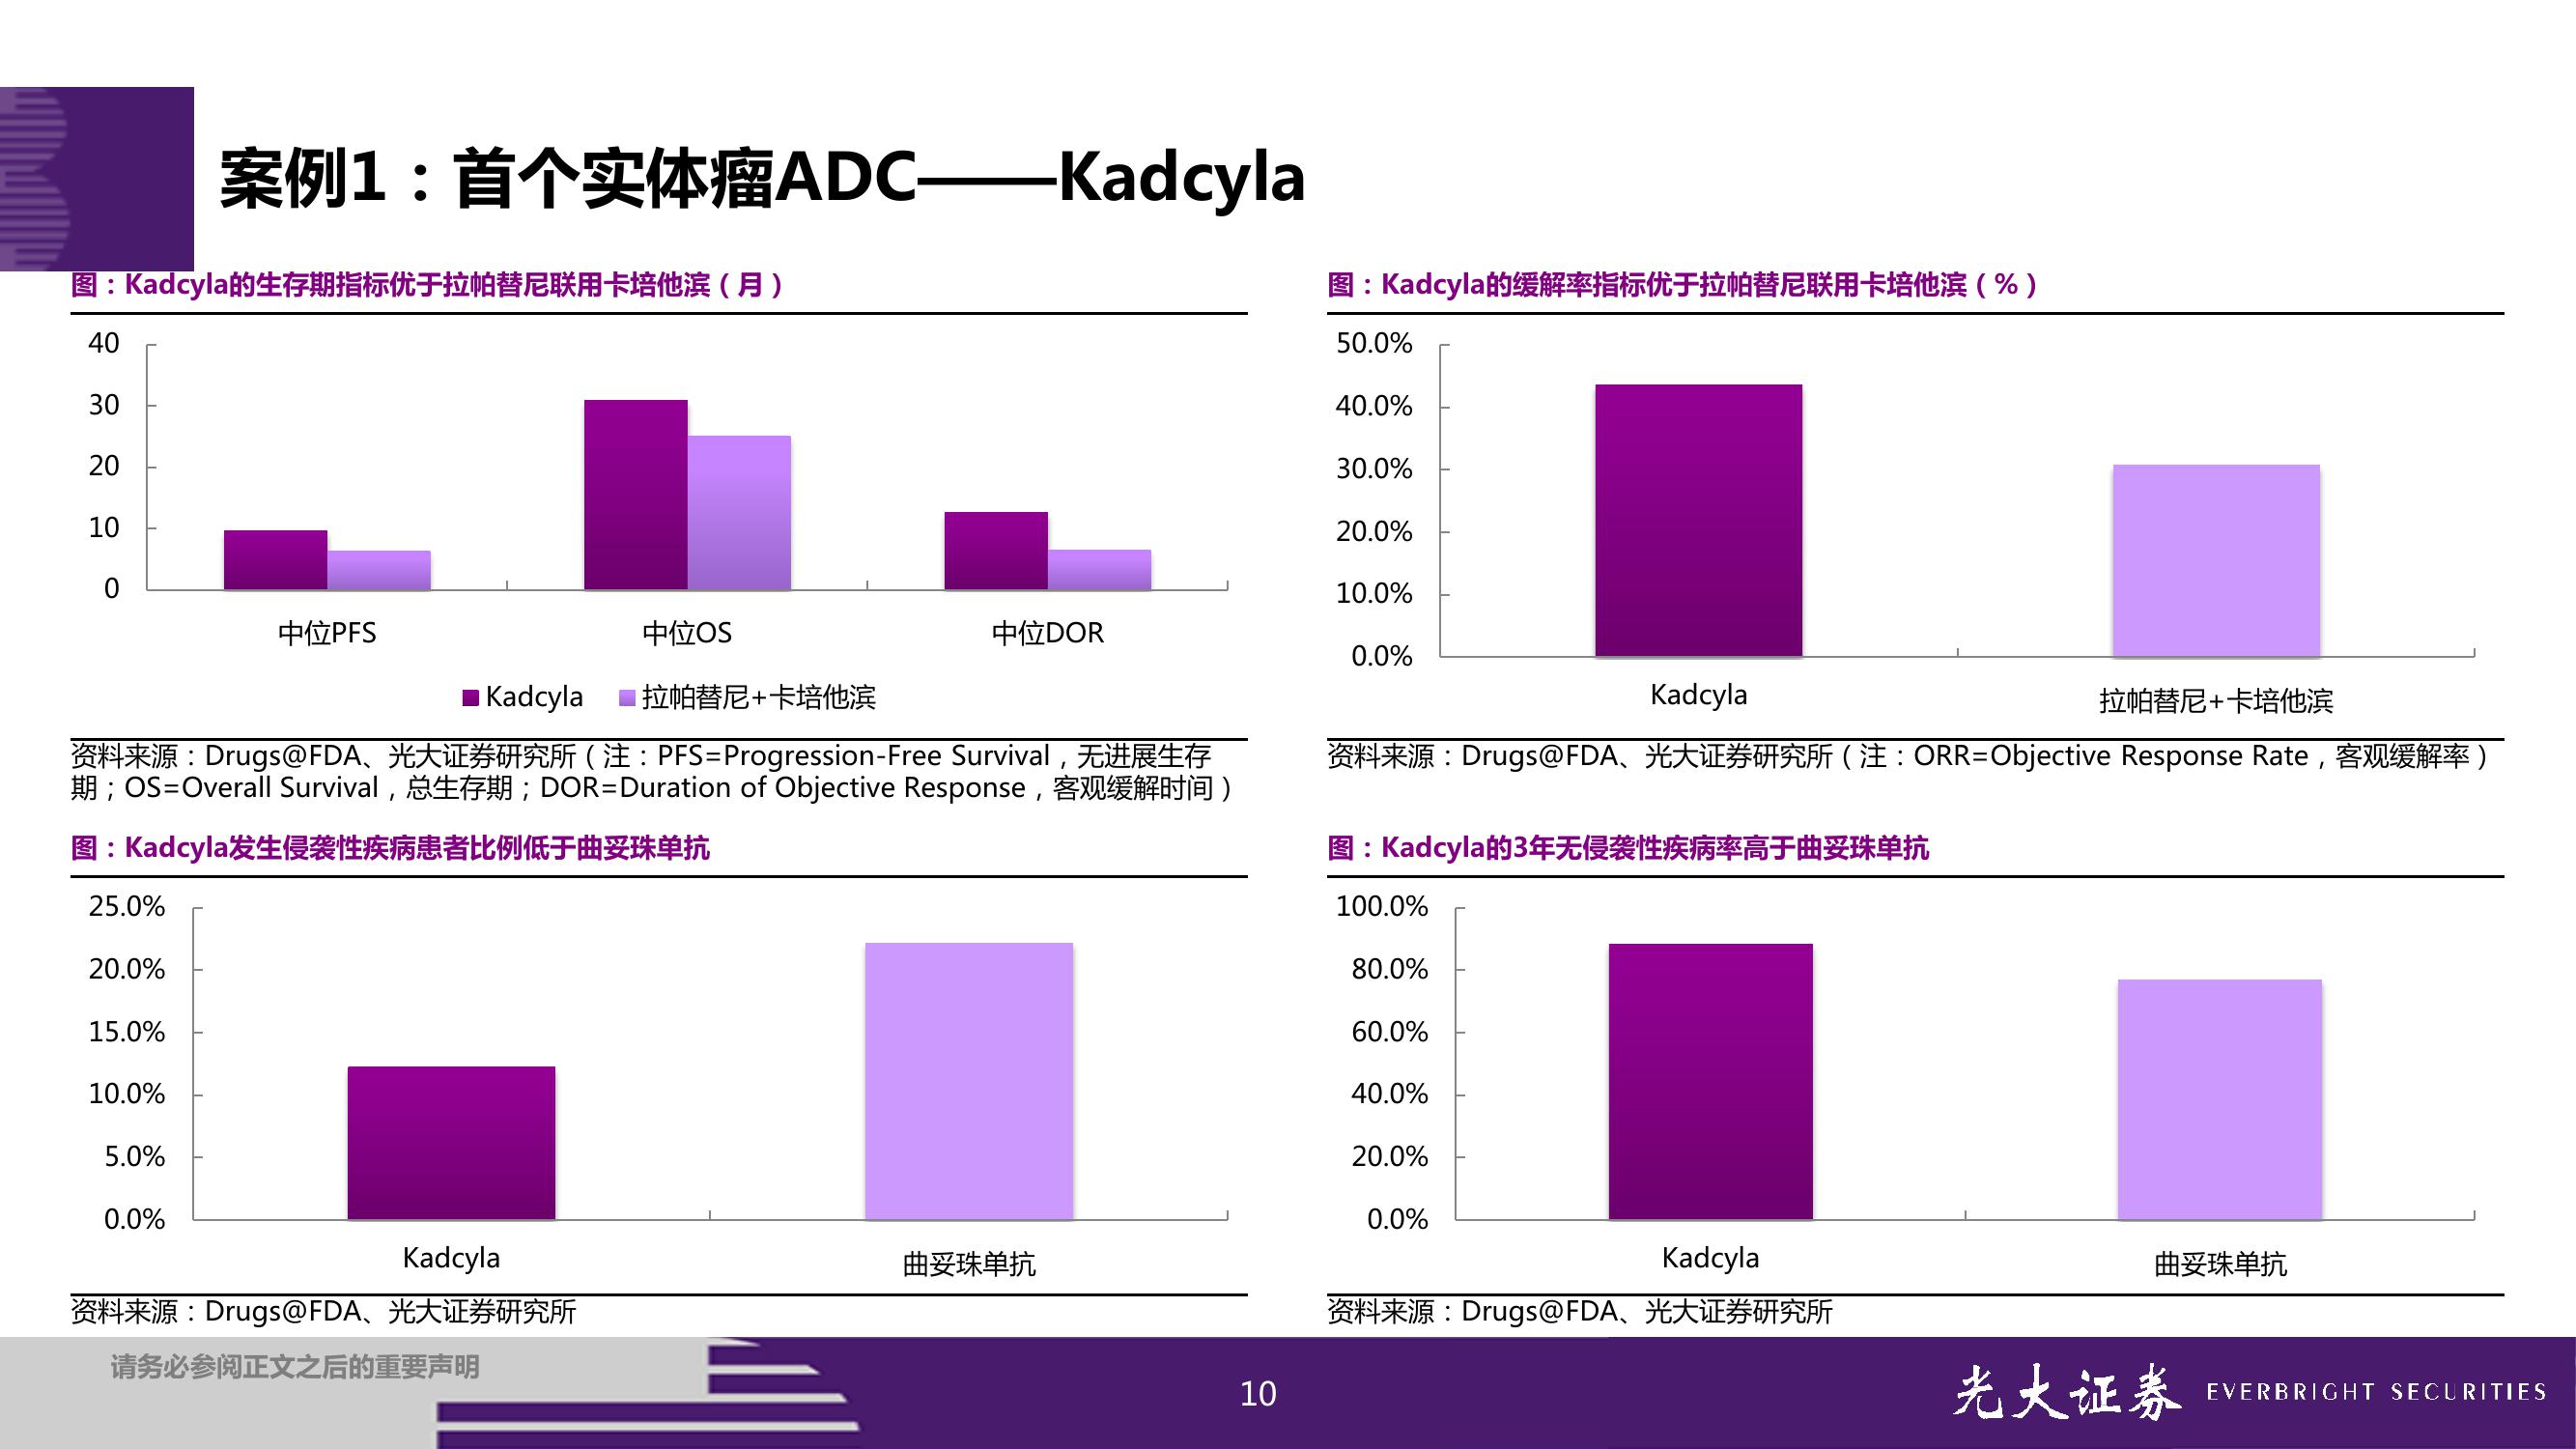 案例1：首个实体瘤ADC——Kadcyla
图：Kadcyla的生存期指标优于拉帕替尼联用卡培他滨（月）
40
30
20
10
0
中位PFS 中位OS 中位DOR
Kadcyla 拉帕替尼+卡培他滨
资料来源：Drugs@FDA、光大证券研究所（注：PFS=Progression-Free Survival，无进展生存
期；OS=Overall Survival，总生存期；DOR=Duration of Objective Response，客观缓解时间）
图：Kadcyla的缓解率指标优于拉帕替尼联用卡培他滨（%）
50.0%
40.0%
30.0%
20.0%
10.0%
0.0%
Kadcyla 拉帕替尼+卡培他滨
资料来源：Drugs@FDA、光大证券研究所（注：ORR=Objective Response Rate，客观缓解率）
图：Kadcyla发生侵袭性疾病患者比例低于曲妥珠单抗
25.0%
20.0%
15.0%
10.0%
5.0%
0.0%
Kadcyla 曲妥珠单抗
资料来源：Drugs@FDA、光大证券研究所
图：Kadcyla的3年无侵袭性疾病率高于曲妥珠单抗
100.0%
80.0%
60.0%
40.0%
20.0%
0.0%
Kadcyla 曲妥珠单抗
资料来源：Drugs@FDA、光大证券研究所
请务必参阅正文之后的重要声明
10
光大证券 EVERBRIGHT SECURITIES